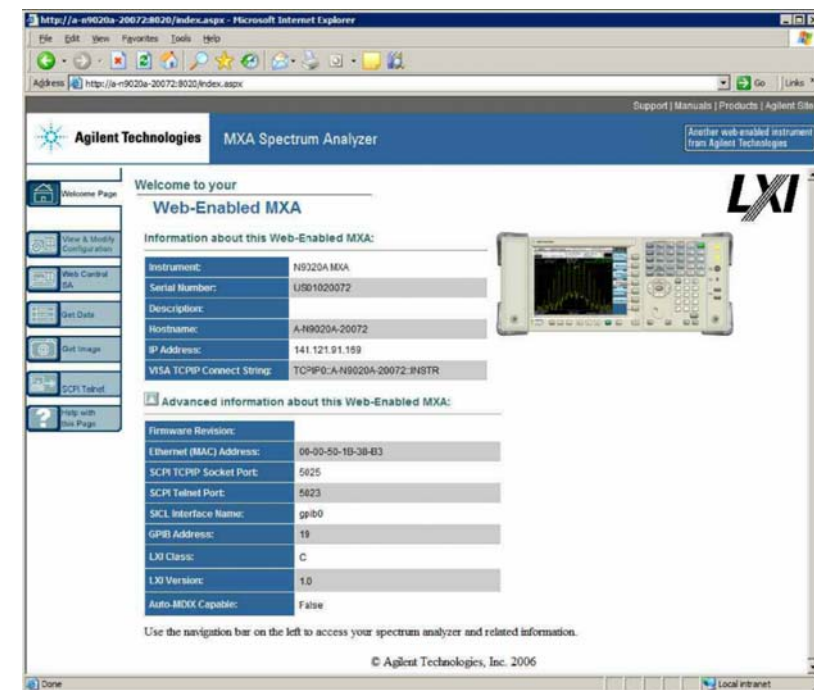 http://a-n9020a-20072:8020/index.aspx - Microsoft Internet Explorer
File Edit View Favorites Tools Help
Address http://a-n9020a-20072:8020/index.aspx Go Links
Support | Manuals | Products | Agilent Site
Agilent Technologies MXA Spectrum Analyzer
Another web-enabled instrument
from Agilent Technologies
Welcome Page
View & Modify
Configuration
Web Control
SA
Get Data
Get Image
SCPI Telnet
Help with
this Page
Welcome to your
Web-Enabled MXA
LXI
Information about this Web-Enabled MXA:
Instrument: N9020A MXA
Serial Number: US01020072
Description:
Hostname: A-N9020A-20072
IP Address: 141.121.91.169
VISA TCPIP Connect String: TCPIP0::A-N9020A-20072::INSTR
Advanced information about this Web-Enabled MXA:
Firmware Revision:
Ethernet (MAC) Address: 00-00-50-1B-38-B3
SCPI TCPIP Socket Port: 5025
SCPI Telnet Port: 5023
SICL Interface Name: gpib0
GPIB Address: 19
LXI Class: C
LXI Version: 1.0
Auto-MDIX Capable: False
Use the navigation bar on the left to access your spectrum analyzer and related information.
© Agilent Technologies, Inc. 2006
Done Local intranet